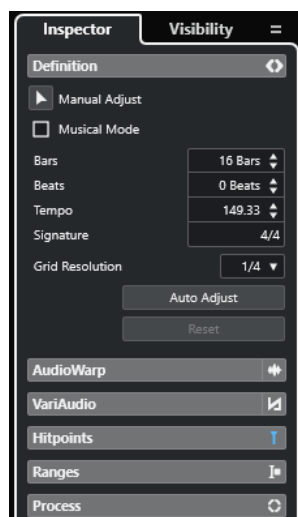 Inspector Visibility
Definition
Manual Adjust
Musical Mode
Bars 16 Bars
Beats 0 Beats
Tempo 149.33
Signature 4/4
Grid Resolution 1/4
Auto Adjust
Reset
AudioWarp
VariAudio
Hitpoints
Ranges
Process